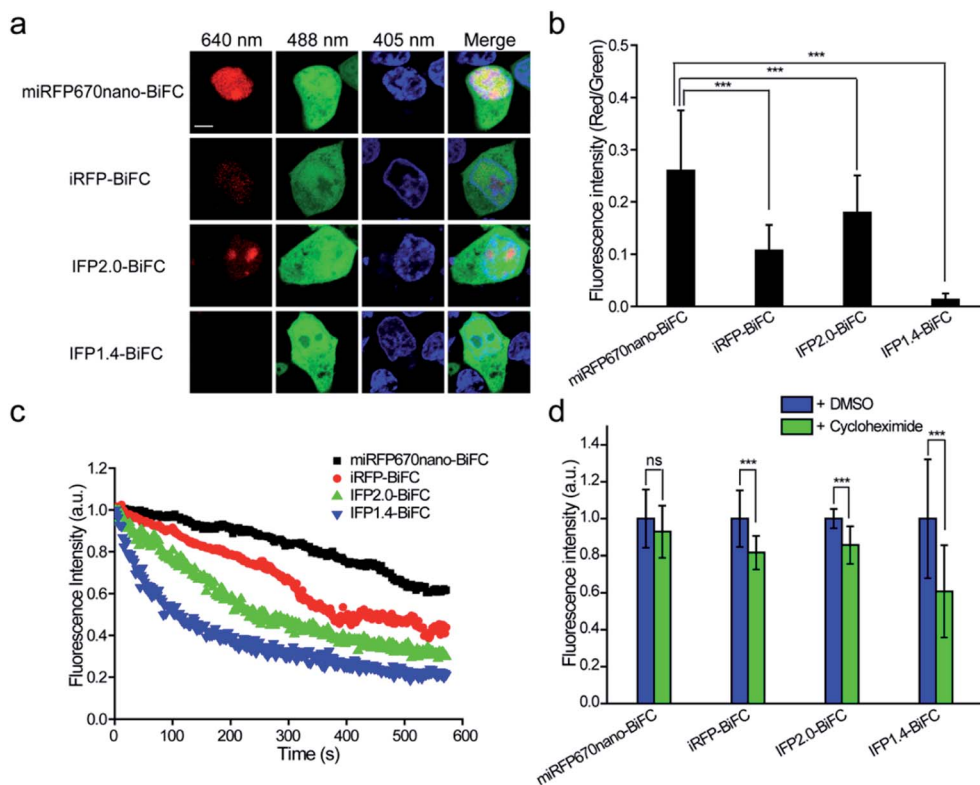 a
640 nm 488 nm 405 nm Merge
miRFP670nano-BiFC
iRFP-BiFC
IFP2.0-BiFC
IFP1.4-BiFC
b
Fluorescence intensity (Red/Green)
0.5
0.4
0.3
0.2
0.1
0.0
***
***
***
miRFP670nano-BiFC
iRFP-BiFC
IFP2.0-BiFC
IFP1.4-BiFC
c
Fluorescence Intensity (a.u.)
1.2
1.0
0.8
0.6
0.4
0.2
0.0
miRFP670nano-BiFC
iRFP-BiFC
IFP2.0-BiFC
IFP1.4-BiFC
0 100 200 300 400 500 600
Time (s)
d
+ DMSO
+ Cycloheximide
Fluorescence intensity (a.u.)
1.4
1.2
1.0
0.8
0.6
0.4
0.2
0.0
ns
***
***
***
miRFP670nano-BiFC
iRFP-BiFC
IFP2.0-BiFC
IFP1.4-BiFC